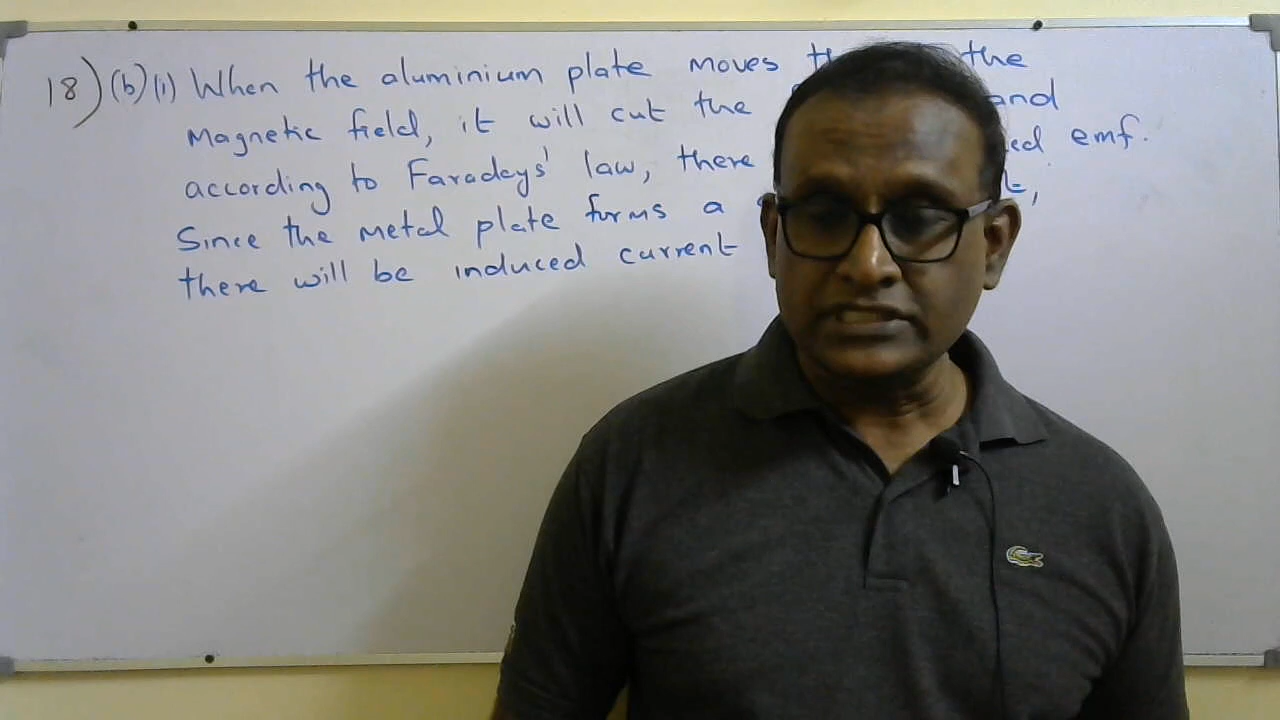 18) (b) (i) When the aluminium plate moves the
Magnetic field, it will cut the and
according to Faradays' law, there emf.
Since the metal plate forms a
there will be induced current